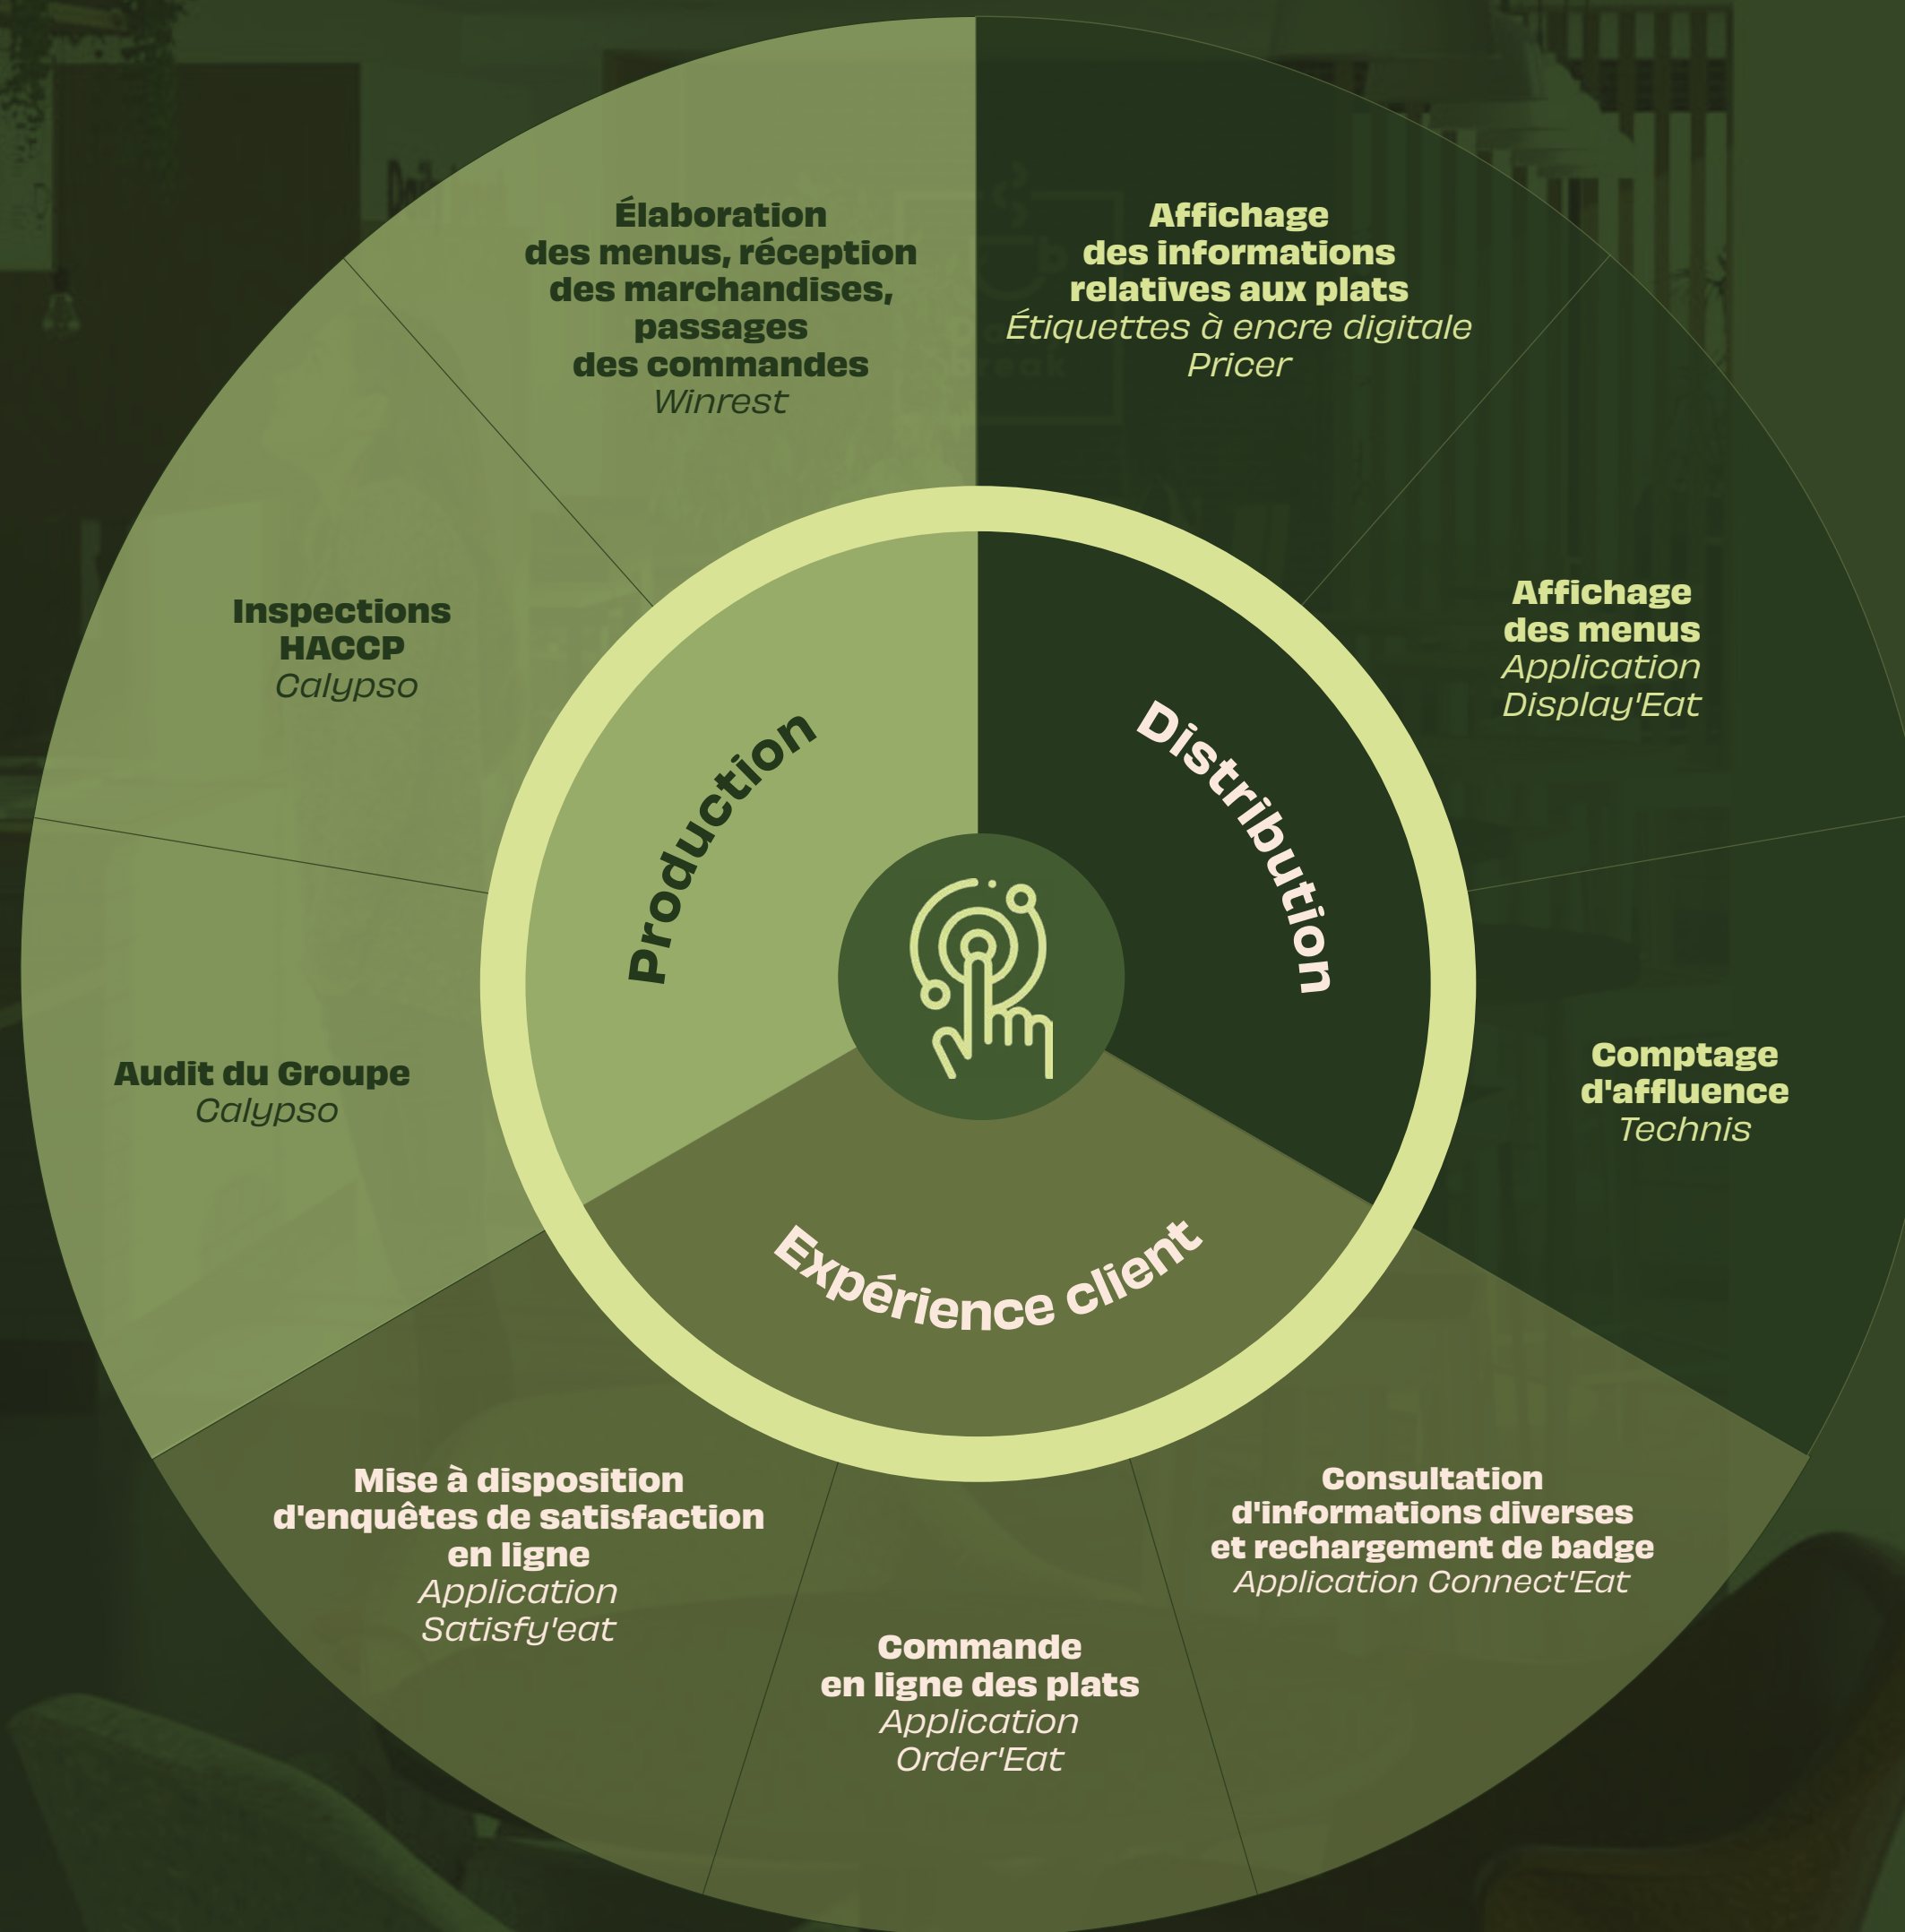 Élaboration
des menus, réception
des marchandises,
passages
des commandes
Winrest
Affichage
des informations
relatives aux plats
Étiquettes à encre digitale
Pricer
Inspections
HACCP
Calypso
Affichage
des menus
Application
Display'Eat
Production
Distribution
Audit du Groupe
Calypso
Comptage
d'affluence
Technis
Expérience client
Mise à disposition
d'enquêtes de satisfaction
en ligne
Application
Satisfy'eat
Commande
en ligne des plats
Application
Order'Eat
Consultation
d'informations diverses
et rechargement de badge
Application Connect'Eat